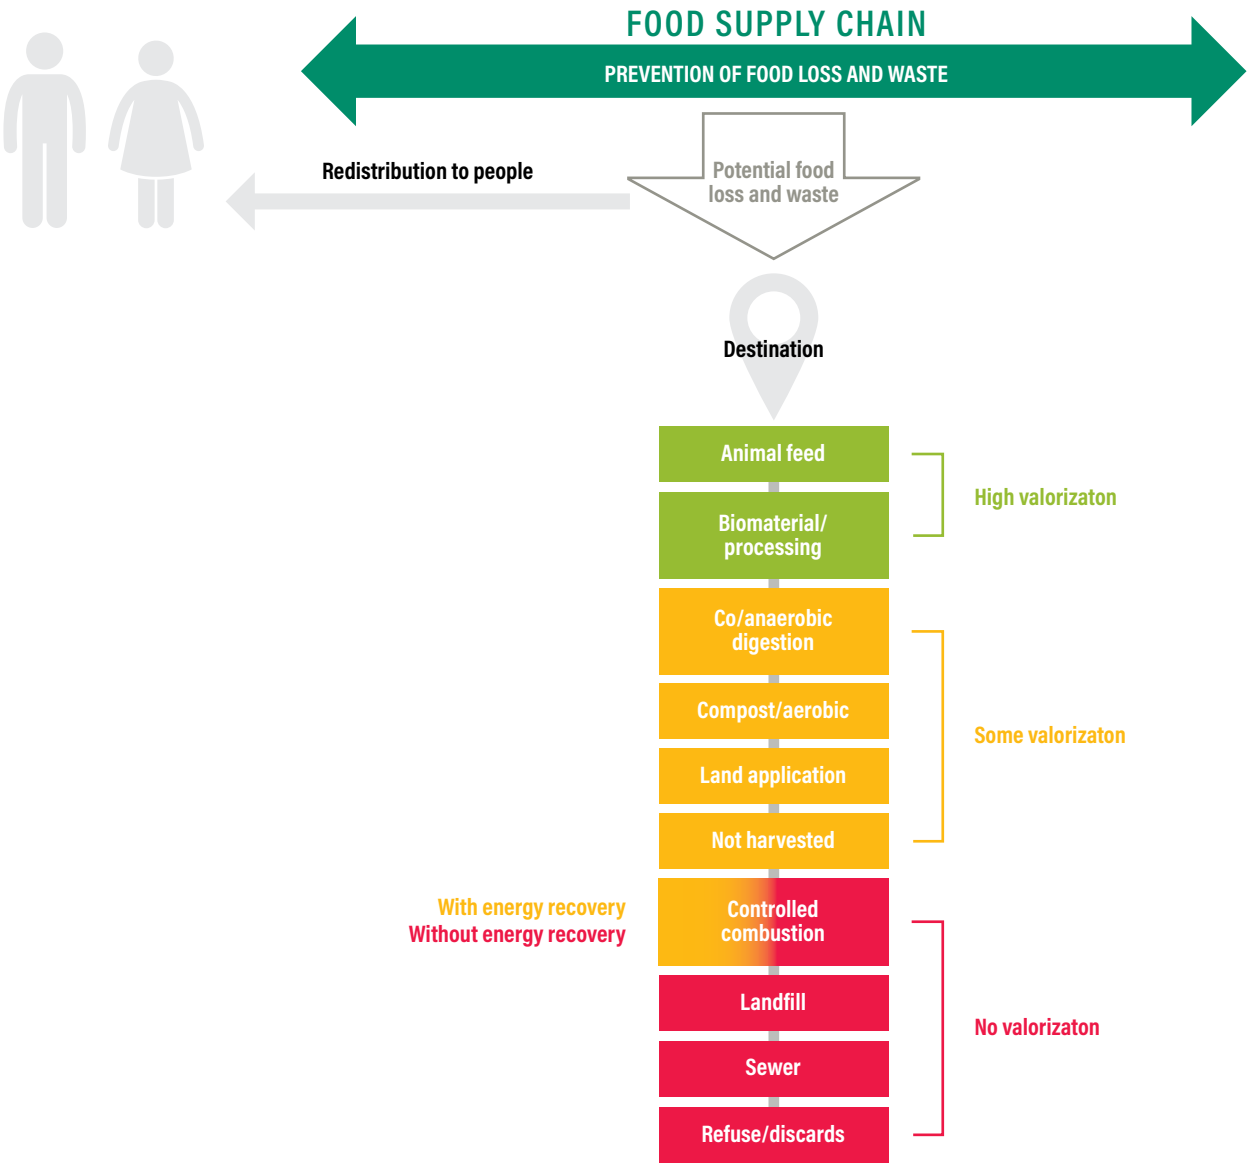 FOOD SUPPLY CHAIN
PREVENTION OF FOOD LOSS AND WASTE
Redistribution to people
Potential food
loss and waste
Destination
Animal feed
Biomaterial/
processing
High valorizaton
Co/anaerobic
digestion
Compost/aerobic
Some valorizaton
Land application
Not harvested
With energy recovery
Without energy recovery
Controlled
combustion
Landfill
No valorizaton
Sewer
Refuse/discards